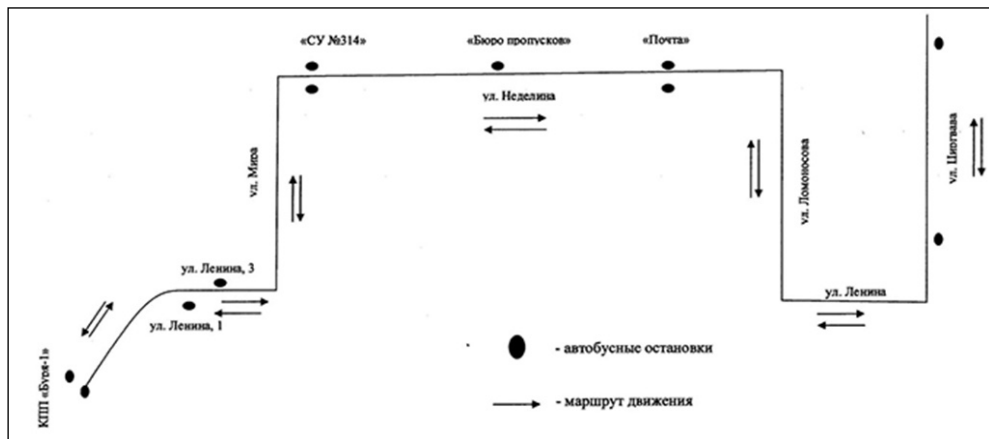 «СУ №314»
«Бюро пропусков»
«Почта»
ул. Неделина
ул. Мира
ул. Ломоносова
ул. Циргвава
ул. Ленина, 3
ул. Ленина, 1
ул. Ленина
КПП «Буря-1»
- автобусные остановки
- маршрут движения